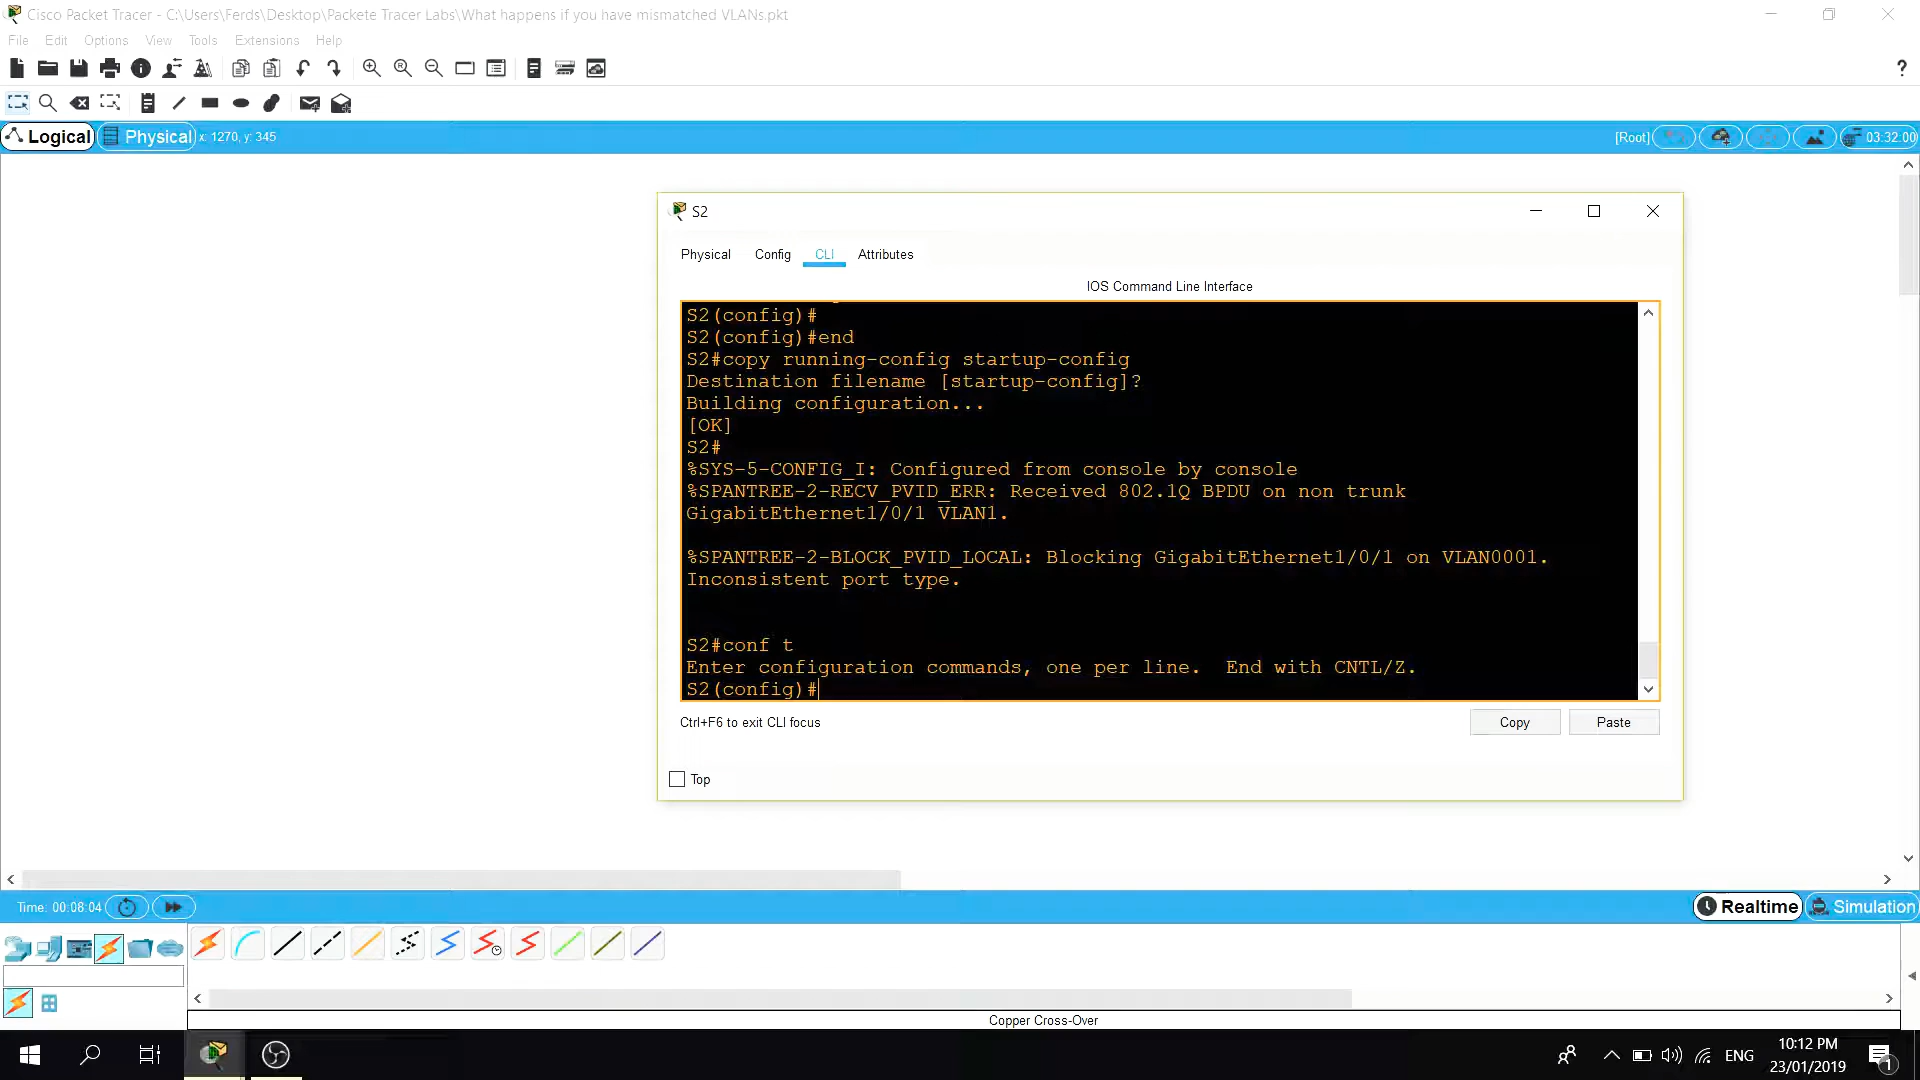 Cisco Packet Tracer - C:\Users\Ferds\Desktop\Packete Tracer Labs\What happens if you have mismatched VLANs.pkt
File Edit Options View Tools Extensions Help
Logical Physical x: 1270, y: 345 [Root] 03:32:00
S2
Physical Config CLI Attributes
IOS Command Line Interface
S2(config)#
S2(config)#end
S2#copy running-config startup-config
Destination filename [startup-config]?
Building configuration...
[OK]
S2#
%SYS-5-CONFIG_I: Configured from console by console
%SPANTREE-2-RECV_PVID_ERR: Received 802.1Q BPDU on non trunk
GigabitEthernet1/0/1 VLAN1.
%SPANTREE-2-BLOCK_PVID_LOCAL: Blocking GigabitEthernet1/0/1 on VLAN0001.
Inconsistent port type.
S2#conf t
Enter configuration commands, one per line.  End with CNTL/Z.
S2(config)#
Ctrl+F6 to exit CLI focus Copy Paste
Top
Time: 00:08:04 Realtime Simulation
Copper Cross-Over
ENG 10:12 PM
23/01/2019 1